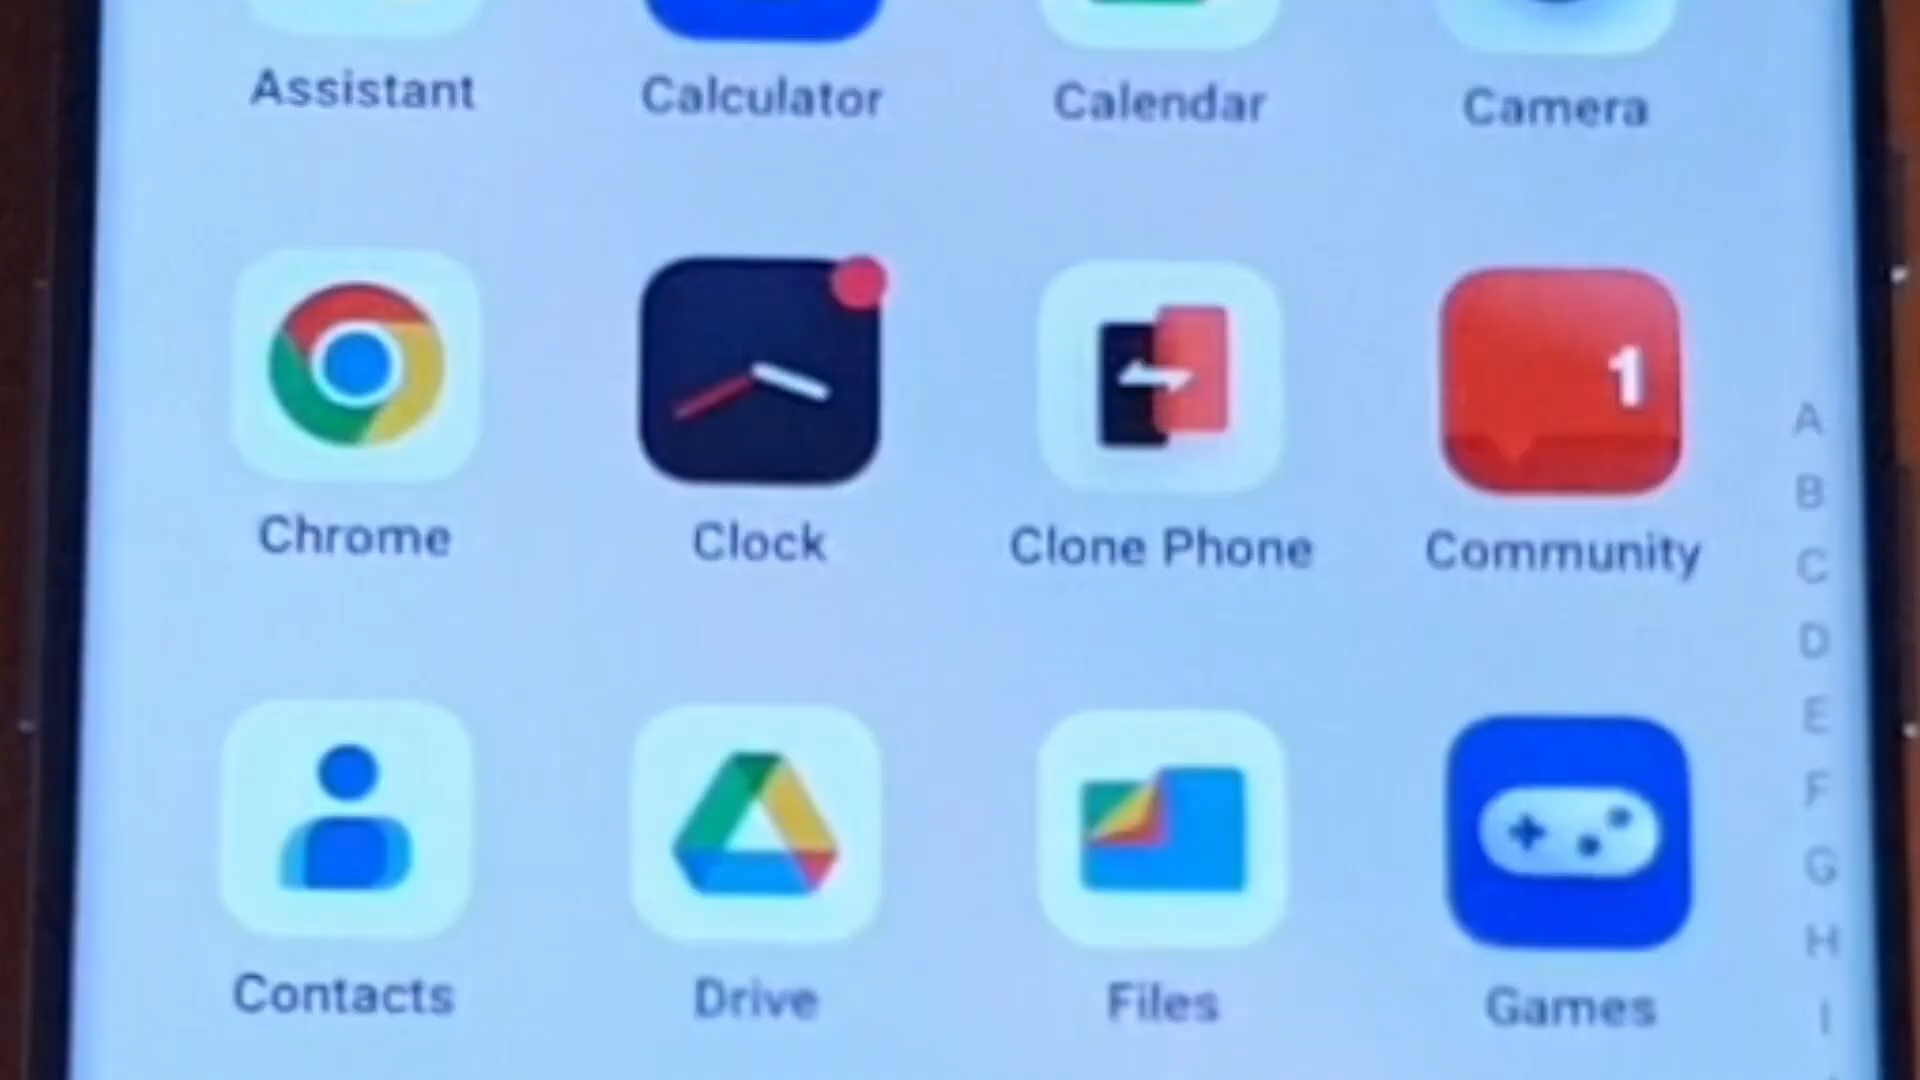 Assistant Calculator Calendar Camera
1
Chrome Clock Clone Phone Community
Contacts Drive Files Games
A
B
C
D
E
F
G
H
I